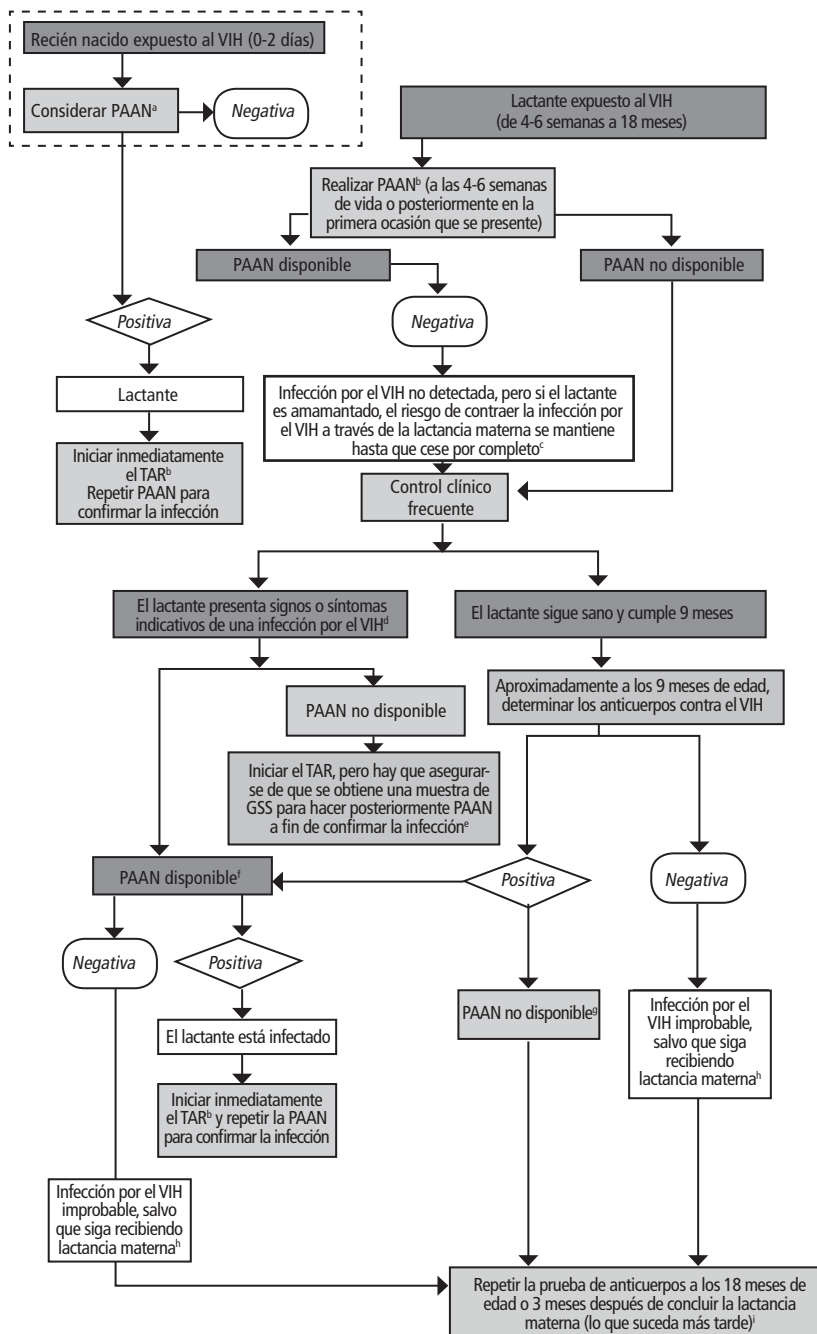 Recién nacido expuesto al VIH (0-2 días)
Considerar PAANᵃ
Negativa
Lactante expuesto al VIH
(de 4-6 semanas a 18 meses)
Realizar PAANᵇ (a las 4-6 semanas
de vida o posteriormente en la
primera ocasión que se presente)
PAAN disponible
PAAN no disponible
Positiva
Negativa
Lactante
Infección por el VIH no detectada, pero si el lactante
es amamantado, el riesgo de contraer la infección por
el VIH a través de la lactancia materna se mantiene
hasta que cese por completoᶜ
Iniciar inmediatamente
el TARᵇ
Repetir PAAN para
confirmar la infección
Control clínico
frecuente
El lactante presenta signos o síntomas
indicativos de una infección por el VIHᵈ
El lactante sigue sano y cumple 9 meses
PAAN no disponible
Aproximadamente a los 9 meses de edad,
determinar los anticuerpos contra el VIH
Iniciar el TAR, pero hay que asegurar-
se de que se obtiene una muestra de
GSS para hacer posteriormente PAAN
a fin de confirmar la infecciónᵉ
PAAN disponibleᶠ
Positiva
Negativa
Negativa
Positiva
PAAN no disponibleᵍ
Infección por el
VIH improbable,
salvo que siga
recibiendo
lactancia maternaʰ
El lactante está infectado
Iniciar inmediatamente
el TARᵇ y repetir la PAAN
para confirmar la infección
Infección por el VIH
improbable, salvo
que siga recibiendo
lactancia maternaʰ
Repetir la prueba de anticuerpos a los 18 meses de
edad o 3 meses después de concluir la lactancia
materna (lo que suceda más tarde)ⁱ